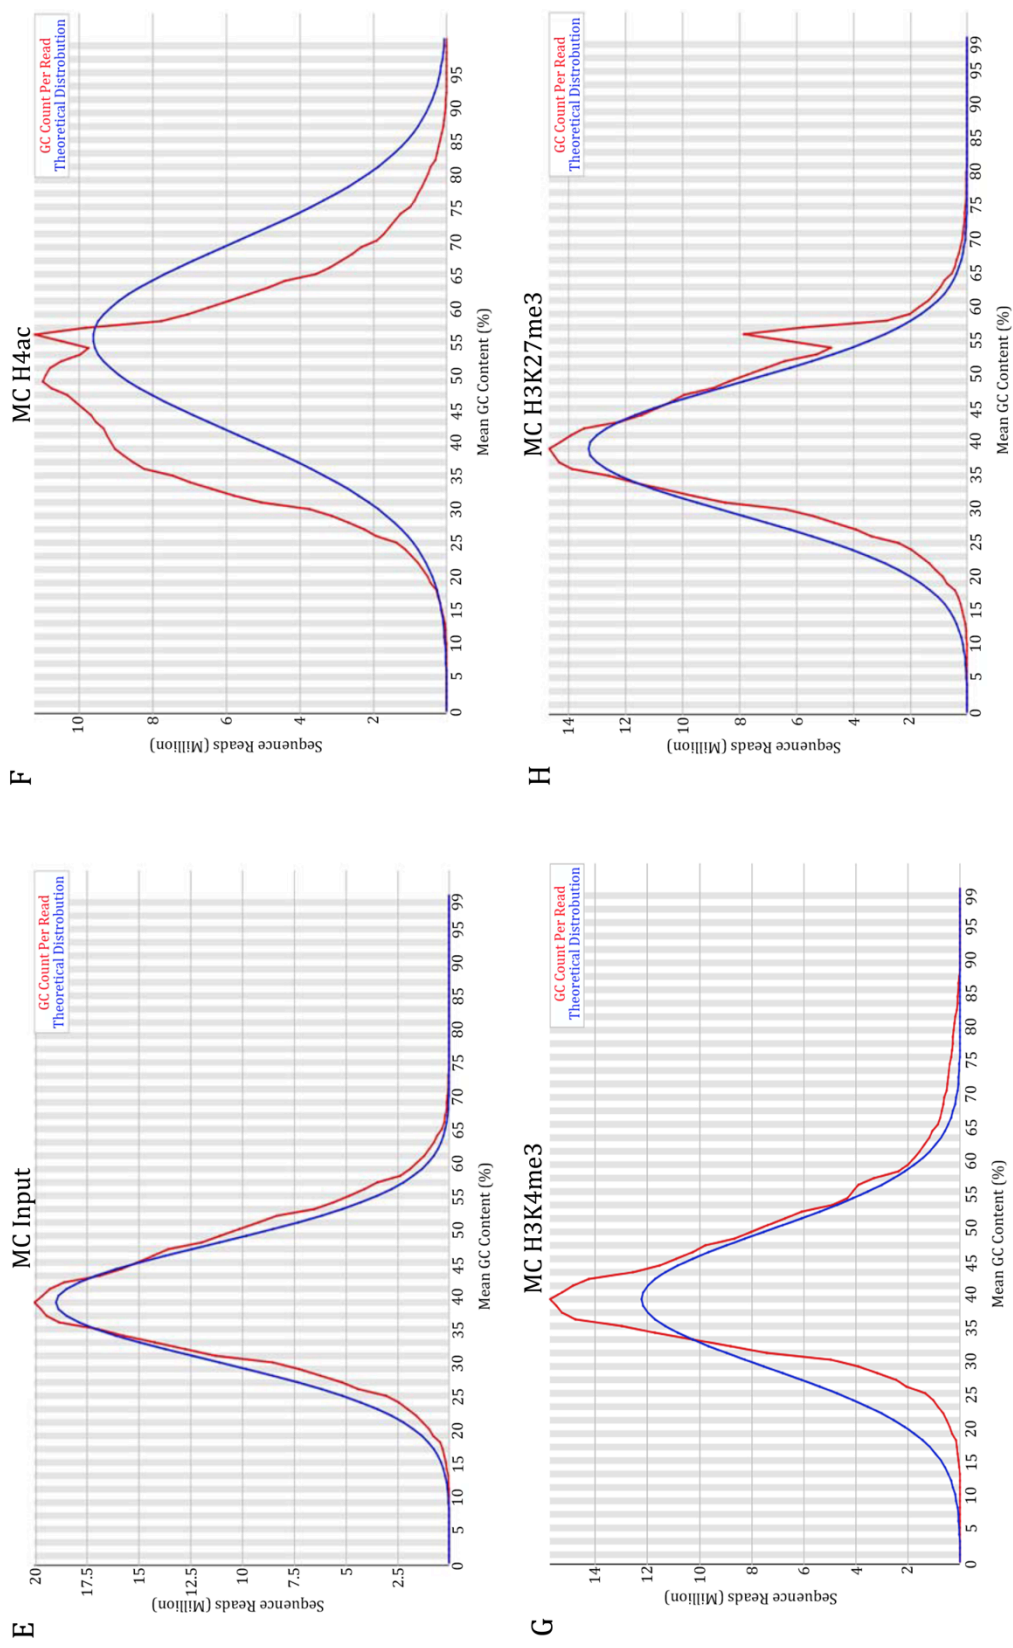 E
MC Input
GC Count Per Read
Theoretical Distrobution
Sequence Reads (Million)
20
17.5
15
12.5
10
7.5
5
2.5
0 5 10 15 20 25 30 35 40 45 50 55 60 65 70 75 80 85 90 95 99
Mean GC Content (%)
F
MC H4ac
GC Count Per Read
Theoretical Distrobution
Sequence Reads (Million)
10
8
6
4
2
0 5 10 15 20 25 30 35 40 45 50 55 60 65 70 75 80 85 90 95
Mean GC Content (%)
G
MC H3K4me3
GC Count Per Read
Theoretical Distrobution
Sequence Reads (Million)
14
12
10
8
6
4
2
0 5 10 15 20 25 30 35 40 45 50 55 60 65 70 75 80 85 90 95 99
Mean GC Content (%)
H
MC H3K27me3
GC Count Per Read
Theoretical Distrobution
Sequence Reads (Million)
14
12
10
8
6
4
2
0 5 10 15 20 25 30 35 40 45 50 55 60 65 70 75 80 85 90 95 99
Mean GC Content (%)